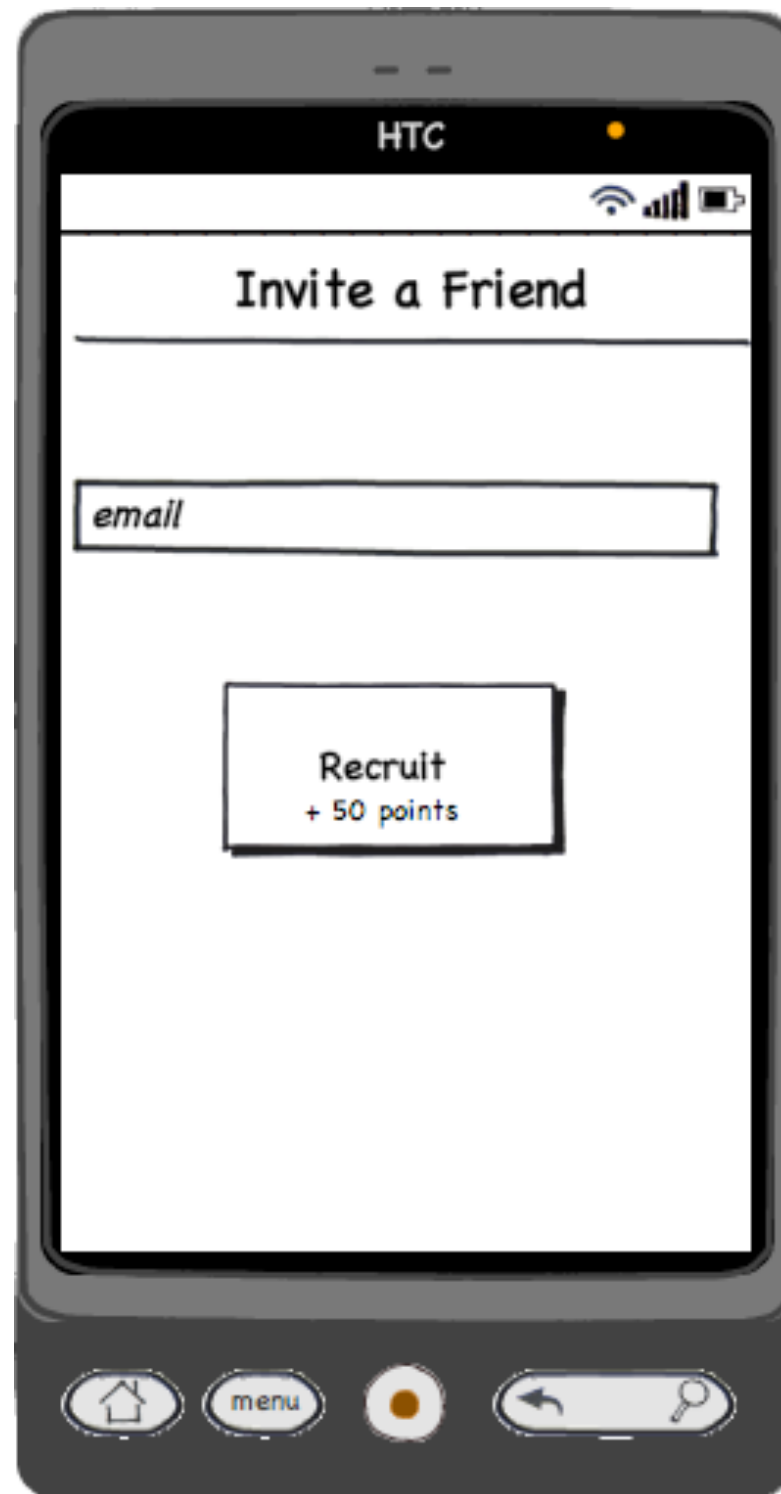 HTC
Invite a Friend
email
Recruit
+ 50 points
menu